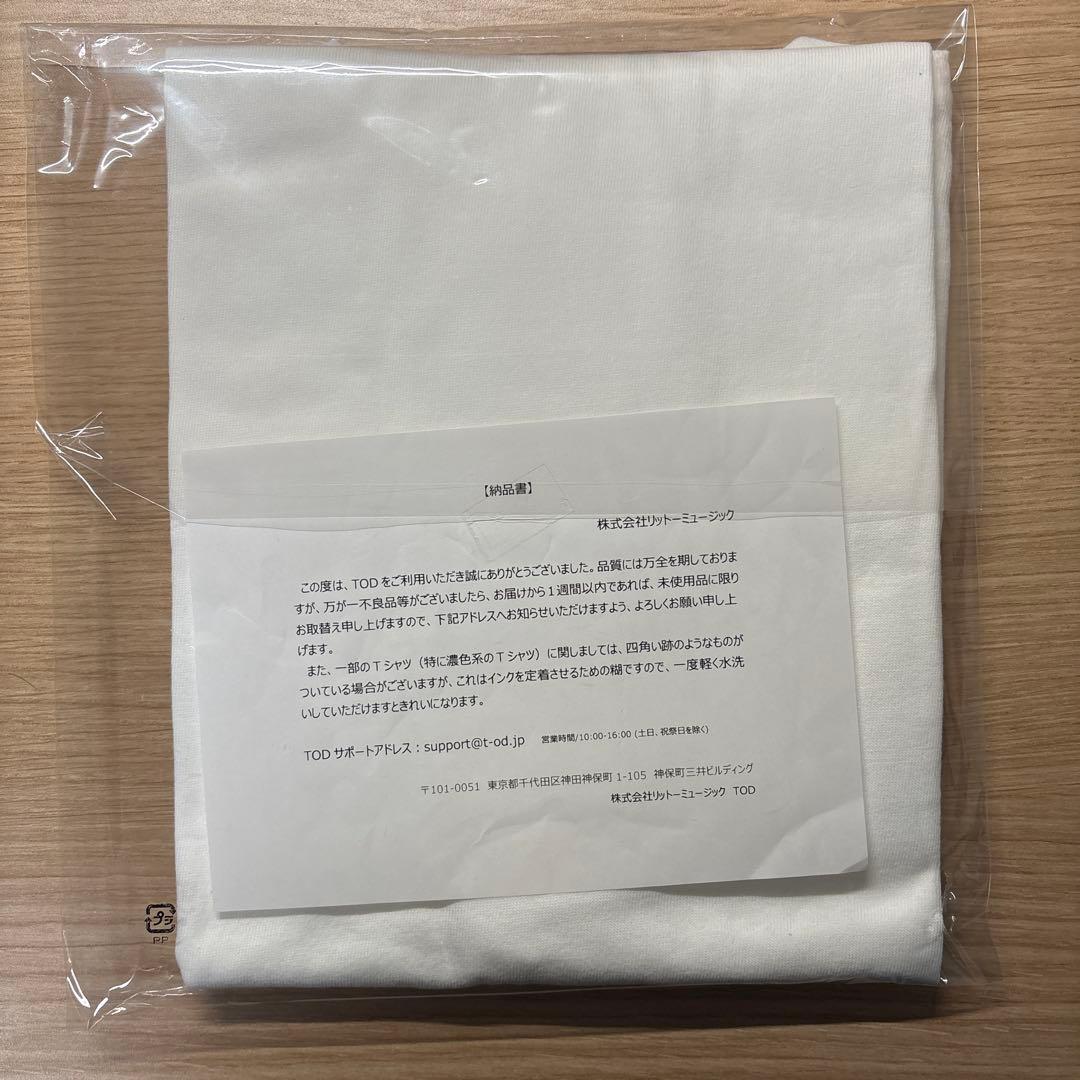 【納品書】
株式会社リットーミュージック
この度は、TODをご利用いただき誠にありがとうございました。品質には万全を期しておりま
すが、万が一不良品等がございましたら、お届けから１週間以内であれば、未使用品に限り
お取替え申し上げますので、下記アドレスへお知らせいただけますよう、よろしくお願い申し上
げます。
また、一部のＴシャツ（特に濃色系のＴシャツ）に関しましては、四角い跡のようなものが
ついている場合がございますが、これはインクを定着させるための糊ですので、一度軽く水洗
いしていただけますときれいになります。
TODサポートアドレス：support@t-od.jp 営業時間/10:00-16:00 (土日、祝祭日を除く)
〒101-0051 東京都千代田区神田神保町 1-105 神保町三井ビルディング
株式会社リットーミュージック TOD
プラ
PP